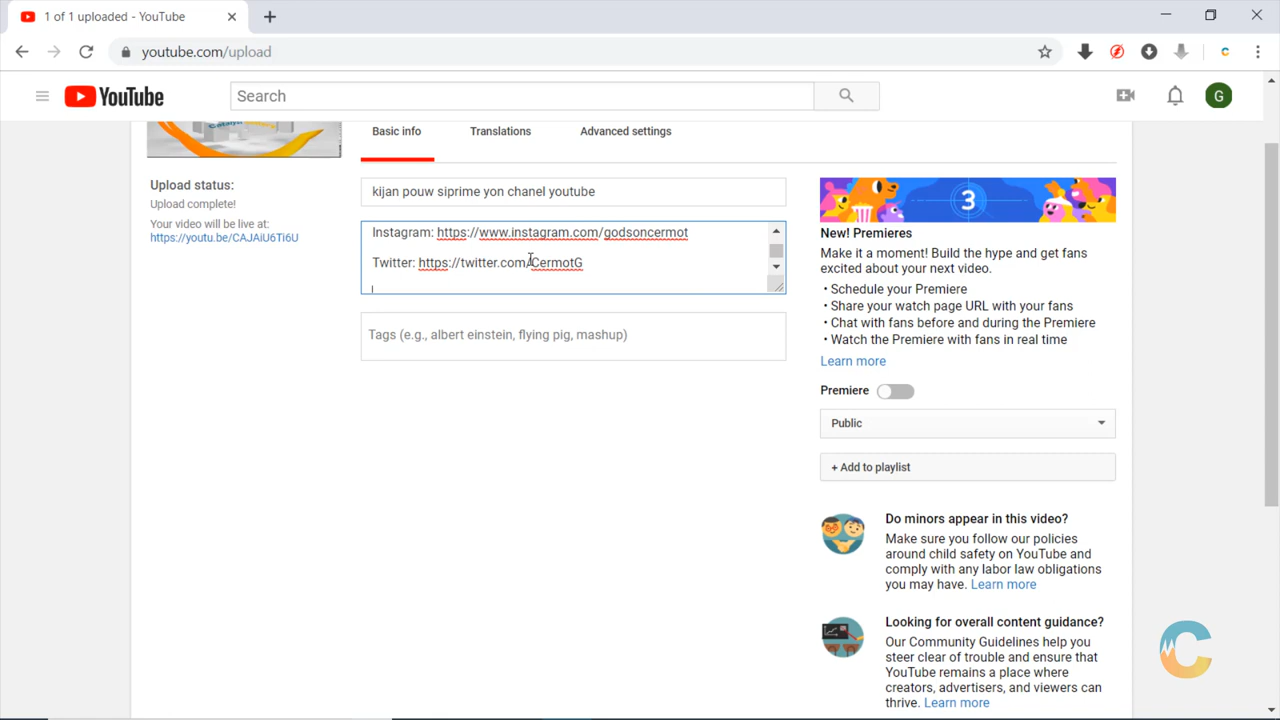 1 of 1 uploaded - YouTube
youtube.com/upload
YouTube
Search
G
Basic info
Translations
Advanced settings
Upload status:
Upload complete!
Your video will be live at:
https://youtu.be/CAJAiU6Ti6U
kijan pouw siprime yon chanel youtube
Instagram: https://www.instagram.com/godsoncermot
Twitter: https://twitter.com/CermotG
Tags (e.g., albert einstein, flying pig, mashup)
3
New! Premieres
Make it a moment! Build the hype and get fans
excited about your next video.
• Schedule your Premiere
• Share your watch page URL with your fans
• Chat with fans before and during the Premiere
• Watch the Premiere with fans in real time
Learn more
Premiere
Public
+ Add to playlist
Do minors appear in this video?
Make sure you follow our policies
around child safety on YouTube and
comply with any labor law obligations
you may have. Learn more
Looking for overall content guidance?
Our Community Guidelines help you
steer clear of trouble and ensure that
YouTube remains a place where
creators, advertisers, and viewers can
thrive. Learn more
C